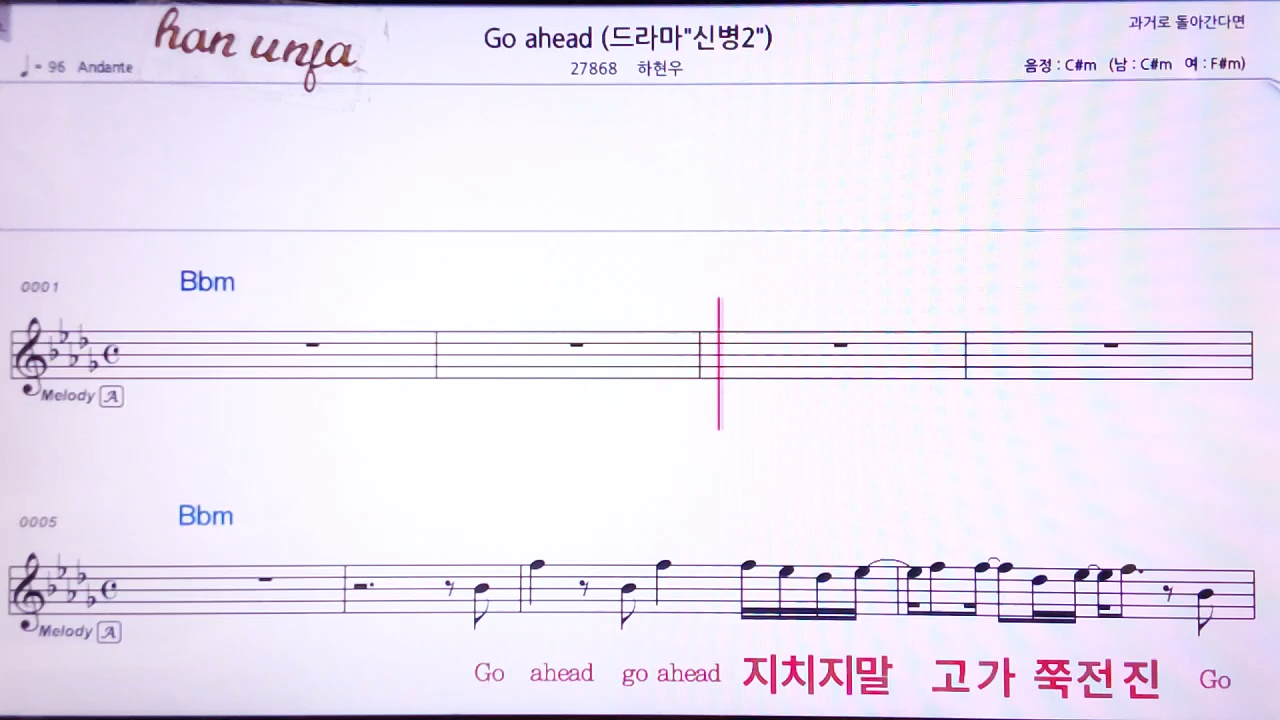 han unfa
Go ahead (드라마"신병2")
과거로 돌아간다면
♩= 96 Andante
27868 하현우
음정 : C#m (남 : C#m 여 : F#m)
0001
Bbm
Melody A
0005
Bbm
Melody A
Go ahead go ahead 지치지말 고가 쭉전진 Go